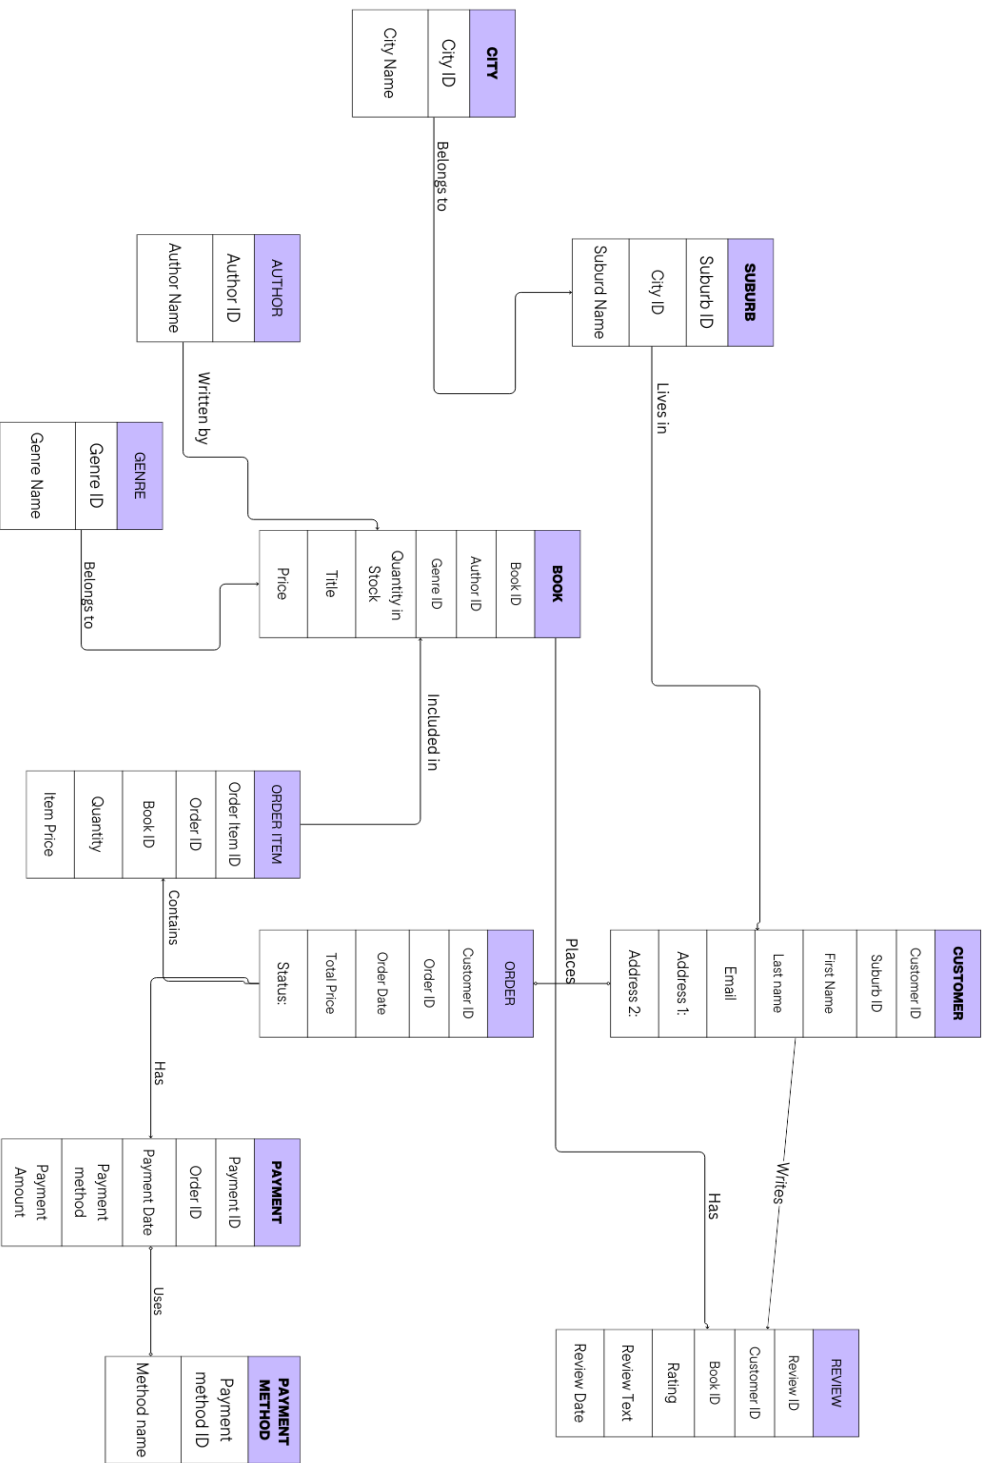 CITY
City ID
City Name
Belongs to
SUBURB
Suburb ID
City ID
Suburd Name
Lives in
AUTHOR
Author ID
Author Name
Written by
GENRE
Genre ID
Genre Name
Belongs to
BOOK
Book ID
Author ID
Genre ID
Quantity in
Stock
Title
Price
Included in
ORDER ITEM
Order Item ID
Order ID
Book ID
Quantity
Item Price
Contains
CUSTOMER
Customer ID
Suburb ID
First Name
Last name
Email
Address 1:
Address 2:
Places
ORDER
Customer ID
Order ID
Order Date
Total Price
Status:
Has
Writes
Has
PAYMENT
Payment ID
Order ID
Payment Date
Payment
method
Payment
Amount
Uses
REVIEW
Review ID
Customer ID
Book ID
Rating
Review Text
Review Date
PAYMENT
METHOD
Payment
method ID
Method name